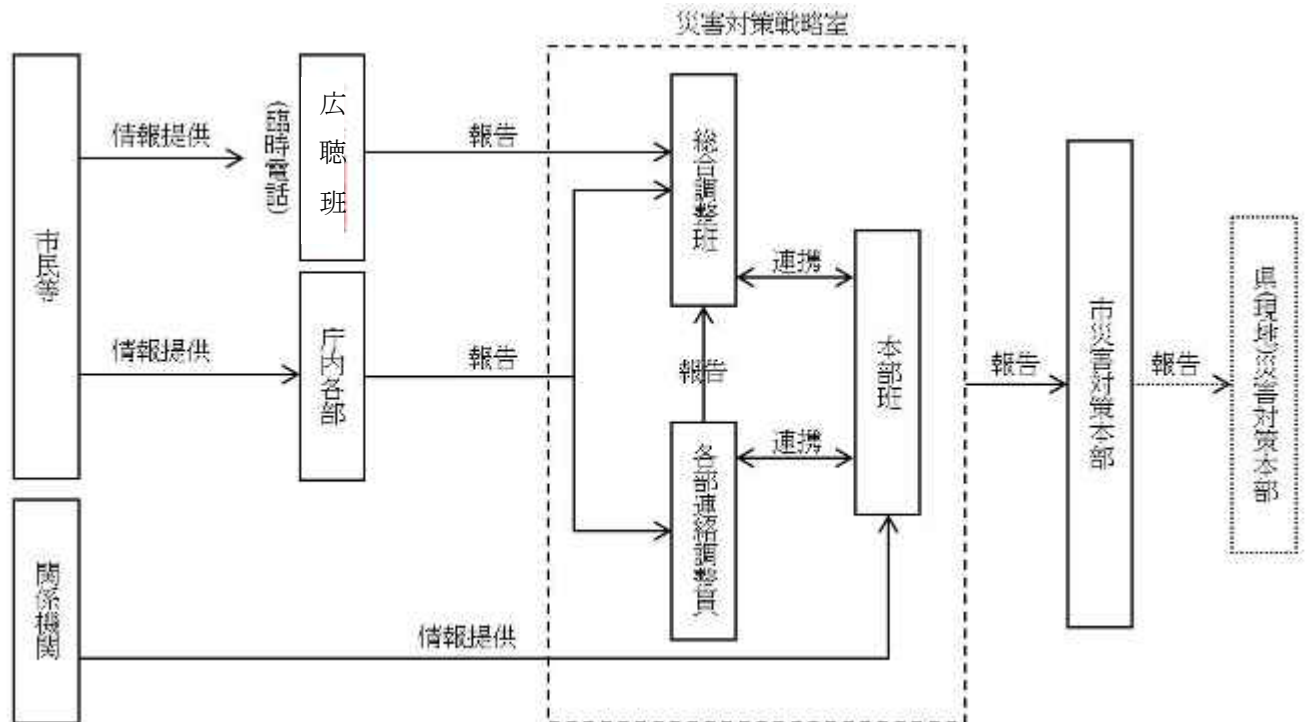 災害対策戦略室
市民等
情報提供
(臨時電話)
広聴班
報告
総合調整班
情報提供
庁内各部
報告
報告
各部連絡調整員
連携
連携
本部班
関係機関
情報提供
報告
市災害対策本部
報告
県(現地)災害対策本部